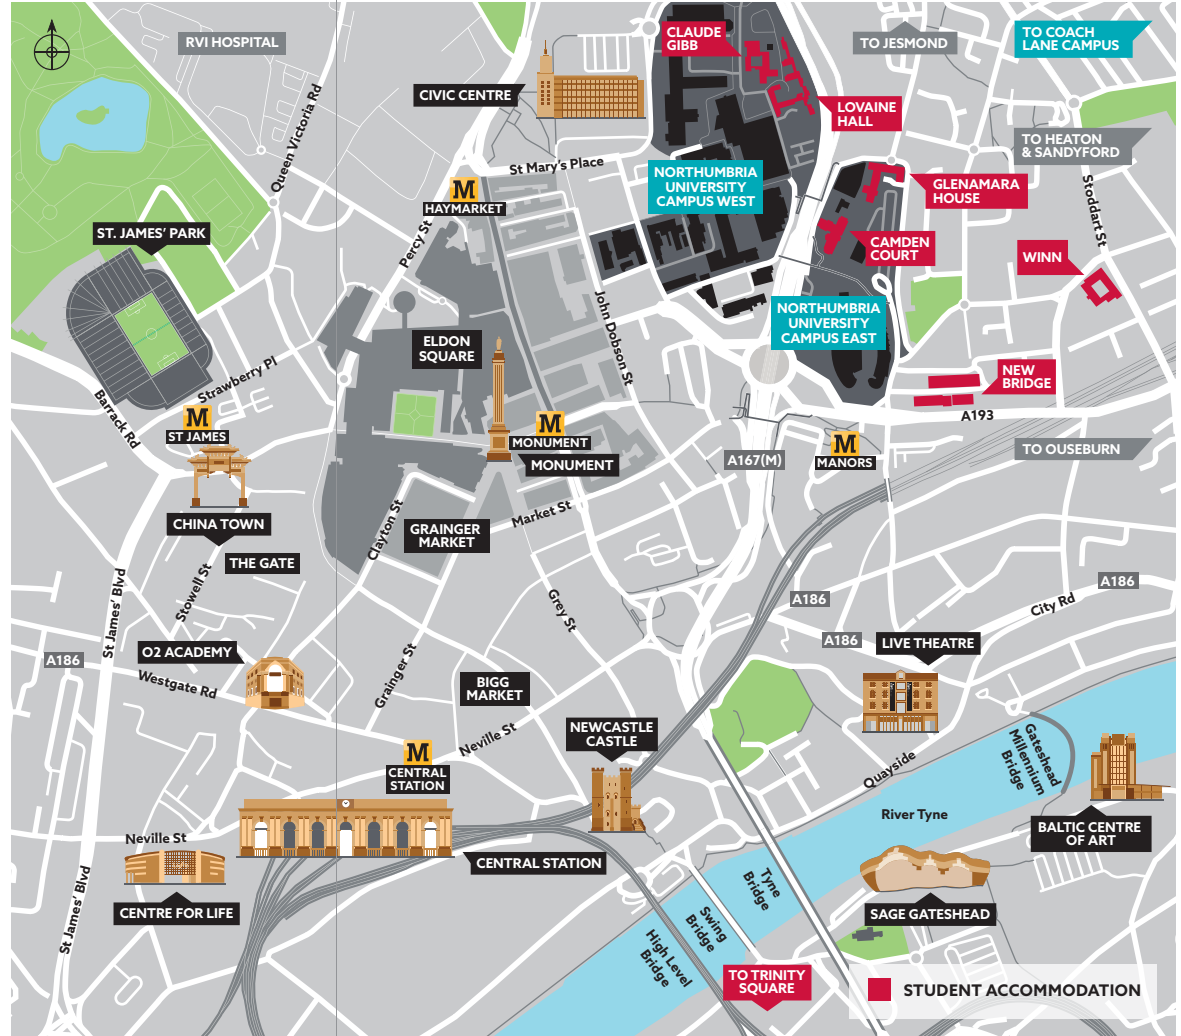 RVI HOSPITAL
CLAUDE
GIBB
TO JESMOND
TO COACH
LANE CAMPUS
CIVIC CENTRE
Queen Victoria Rd
LOVAINE
HALL
TO HEATON
& SANDYFORD
St Mary's Place
M
HAYMARKET
NORTHUMBRIA
UNIVERSITY
CAMPUS WEST
GLENAMARA
HOUSE
Stoddart St
ST. JAMES' PARK
Percy St
CAMDEN
COURT
WINN
John Dobson St
NORTHUMBRIA
UNIVERSITY
CAMPUS EAST
ELDON
SQUARE
Strawberry Pl
NEW
BRIDGE
Barrack Rd
M
ST JAMES
M
MONUMENT
MONUMENT
A193
M
MANORS
A167(M)
TO OUSEBURN
CHINA TOWN
Clayton St
GRAINGER
MARKET
Market St
THE GATE
Stowell St
St James' Blvd
Grey St
A186
A186
City Rd
A186
LIVE THEATRE
A186
O2 ACADEMY
Westgate Rd
Grainger St
BIGG
MARKET
Neville St
NEWCASTLE
CASTLE
M
CENTRAL
STATION
Quayside
Gateshead
Millennium
Bridge
River Tyne
BALTIC CENTRE
OF ART
Neville St
CENTRAL STATION
CENTRE FOR LIFE
St James' Blvd
Tyne
Bridge
Swing
Bridge
High Level
Bridge
SAGE GATESHEAD
TO TRINITY
SQUARE
STUDENT ACCOMMODATION